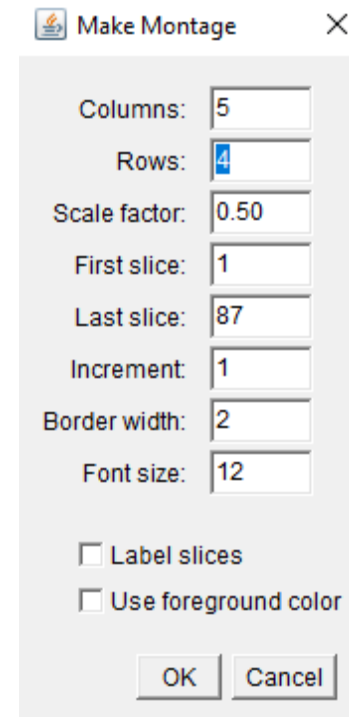 Make Montage
Columns: 5
Rows: 4
Scale factor: 0.50
First slice: 1
Last slice: 87
Increment: 1
Border width: 2
Font size: 12
Label slices
Use foreground color
OK Cancel